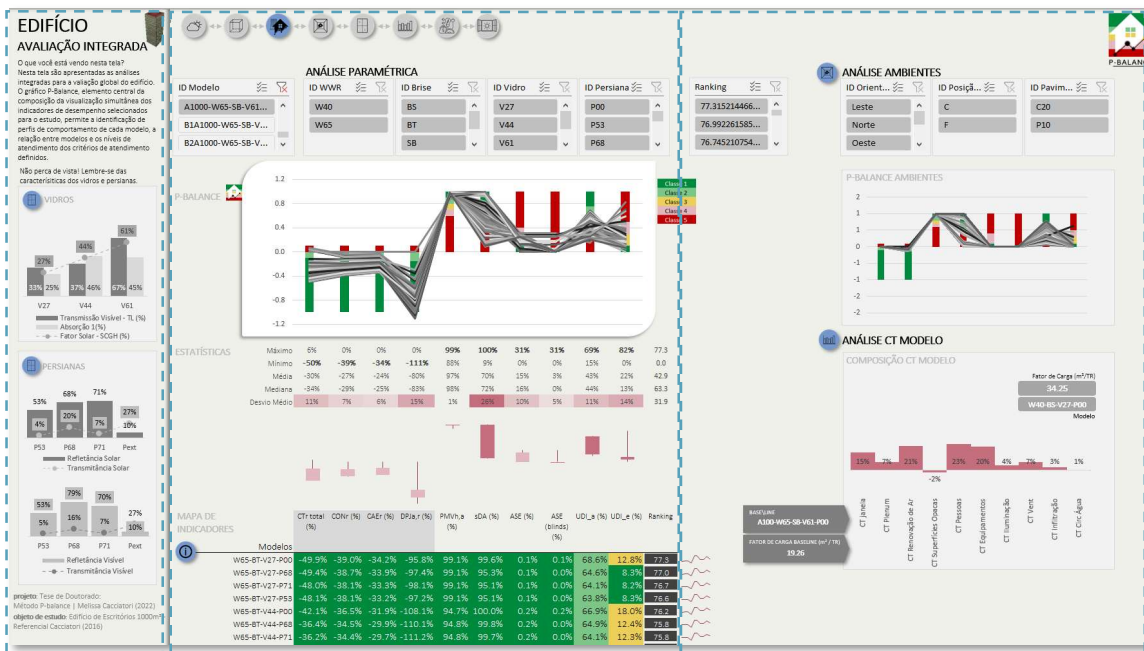 EDIFÍCIO
AVALIAÇÃO INTEGRADA
O que você está vendo nesta tela?
Nesta tela são apresentadas as análises
integradas para a valiação global do edifício.
O gráfico P-Balance, elemento central da
composição da visualização simultânea dos
indicadores de desempenho selecionados
para o estudo, permite a identificação de
perfis de comportamento de cada modelo, a
relação entre modelos e os níveis de
atendimento dos critérios de atendimento
definidos.
Não perca de vista! Lembre-se das
características dos vidros e persianas.
VIDROS
61%
44%
27%
33% 25% 37% 46% 67% 45%
V27 V44 V61
Transmissão Visível - TL (%)
Absorção 1(%)
Fator Solar - SCGH (%)
PERSIANAS
53% 68% 71% 27%
4% 20% 7% 10%
P53 P68 P71 Pext
Refletância Solar
Transmitância Solar
53% 79% 70% 27%
5% 16% 7% 10%
P53 P68 P71 Pext
Refletância Visível
Transmitância Visível
projeto: Tese de Doutorado:
Método P-balance | Melissa Cacciatori (2022)
objeto de estudo: Edifício de Escritórios 1000m²
Referencial Cacciatori (2016)
ANÁLISE PARAMÉTRICA
ID Modelo
A1000-W65-SB-V61...
B1A1000-W65-SB-V...
B2A1000-W65-SB-V...
ID WWR
W40
W65
ID Brise
BS
BT
SB
ID Vidro
V27
V44
V61
ID Persiana
P00
P53
P68
Ranking
77.315214466...
76.992261585...
76.745210754...
P-BALANCE
1.2
0.8
0.4
0.0
-0.4
-0.8
-1.2
Classe 1
Classe 2
Classe 3
Classe 4
Classe 5
ESTATÍSTICAS
Máximo 6% 0% 0% 0% 99% 100% 31% 31% 69% 82% 77.3
Mínimo -50% -39% -34% -111% 88% 9% 0% 0% 15% 0% 0.0
Média -30% -27% -24% -80% 97% 70% 15% 3% 43% 22% 42.9
Mediana -34% -29% -25% -83% 98% 72% 16% 0% 44% 13% 63.3
Desvio Médio 11% 7% 6% 15% 1% 26% 10% 5% 11% 14% 31.9
MAPA DE
INDICADORES
CTr total (%) CONr (%) CAEr (%) DPJa,r (%) PMVh,a (%) sDA (%) ASE (%) ASE (blinds) (%) UDI_a (%) UDI_e (%) Ranking
Modelos
W65-BT-V27-P00 -49.9% -39.0% -34.2% -95.8% 99.1% 99.6% 0.1% 0.1% 68.6% 12.8% 77.3
W65-BT-V27-P68 -49.4% -38.7% -33.9% -97.4% 99.1% 95.3% 0.1% 0.0% 64.6% 8.3% 77.0
W65-BT-V27-P71 -48.0% -38.1% -33.3% -98.1% 99.1% 95.1% 0.1% 0.0% 64.1% 8.2% 76.7
W65-BT-V27-P53 -48.1% -38.1% -33.2% -97.2% 99.1% 95.1% 0.1% 0.0% 63.8% 8.3% 76.6
W65-BT-V44-P00 -42.1% -36.5% -31.9% -108.1% 94.7% 100.0% 0.2% 0.2% 66.9% 18.0% 76.2
W65-BT-V44-P68 -36.4% -34.5% -29.9% -110.1% 94.8% 99.8% 0.2% 0.0% 64.9% 12.4% 75.8
W65-BT-V44-P71 -36.2% -34.4% -29.7% -111.2% 94.8% 99.7% 0.2% 0.0% 64.1% 12.3% 75.8
P-BALANC
ANÁLISE AMBIENTES
ID Orient...
Leste
Norte
Oeste
ID Posiçã...
C
F
ID Pavim...
C20
P10
P-BALANCE AMBIENTES
2
1
1
0
-1
-1
-2
-2
ANÁLISE CT MODELO
COMPOSIÇÃO CT MODELO
Fator de Carga (m²/TR)
34.25
W40-BS-V27-P00
Modelo
15% 7% 21% -2% 23% 20% 4% 7% 3% 1%
CT Janela
CT Plenum
CT Renovação de Ar
CT Superfícies Opacas
CT Pessoas
CT Equipamentos
CT Iluminação
CT Vent
CT Infiltração
CT Circ Água
BASE\LINE
A100-W65-SB-V61-P00
FATOR DE CARGA BASELINE (m² / TR)
19.26